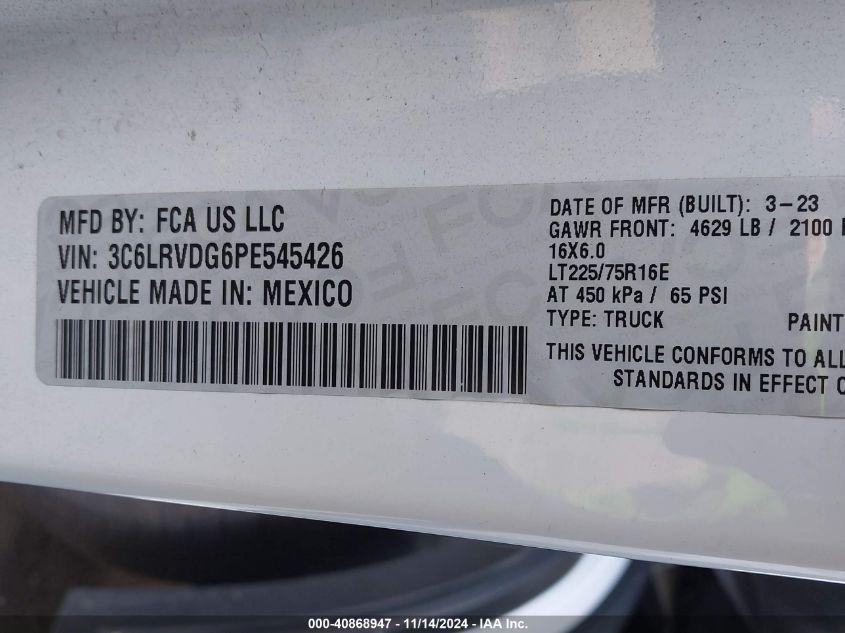 MFD BY: FCA US LLC
VIN: 3C6LRVDG6PE545426
VEHICLE MADE IN: MEXICO
DATE OF MFR (BUILT): 3-23
GAWR FRONT: 4629 LB / 2100
16X6.0
LT225/75R16E
AT 450 kPa / 65 PSI
TYPE: TRUCK PAINT
THIS VEHICLE CONFORMS TO ALL
STANDARDS IN EFFECT
000-40868947 - 11/14/2024 - IAA Inc.